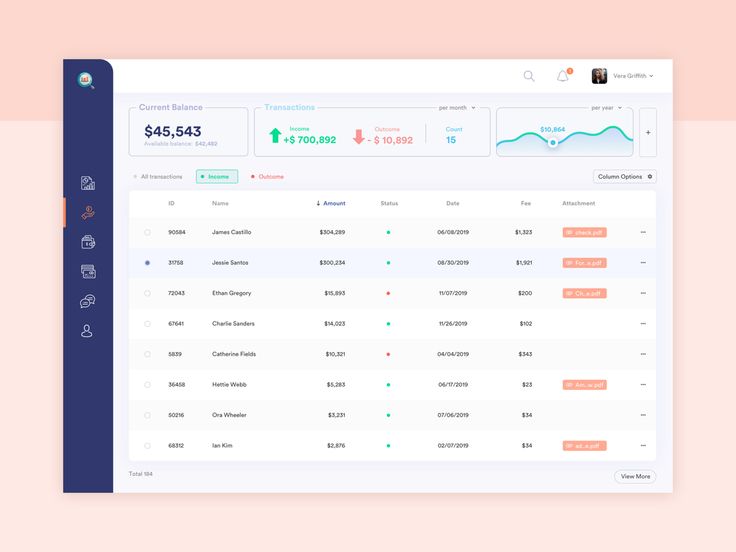 1
Vera Griffith
Current Balance
$45,543
Available balance: $42,482
Transactions
per month
Income
+$ 700,892
Outcome
- $ 10,892
Count
15
per year
$10,864
+
All transactions
Income
Outcome
Column Options
ID Name ↓ Amount Status Date Fee Attachment
90584 James Castillo $304,289 06/08/2019 $1,323 check.pdf ...
31758 Jessie Santos $300,234 08/30/2019 $1,921 For...e.pdf ...
72043 Ethan Gregory $15,893 11/07/2019 $200 Ch...e.pdf ...
67641 Charlie Sanders $14,023 11/26/2019 $102 ...
5839 Catherine Fields $10,321 04/04/2019 $343 ...
36458 Hettie Webb $5,283 06/17/2019 $23 ...
50216 Ora Wheeler $3,231 07/06/2019 $34 ...
68312 Ian Kim $2,876 02/07/2019 $34 ad...e.pdf ...
Total 184
View More